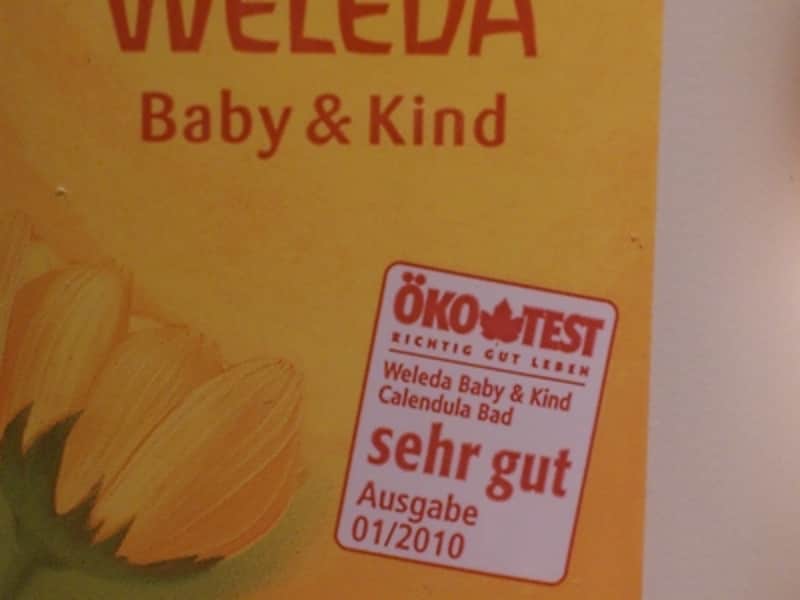 WELEDA
Baby & Kind
ÖKO TEST
RICHTIG GUT LEBEN
Weleda Baby & Kind
Calendula Bad
sehr gut
Ausgabe
01/2010